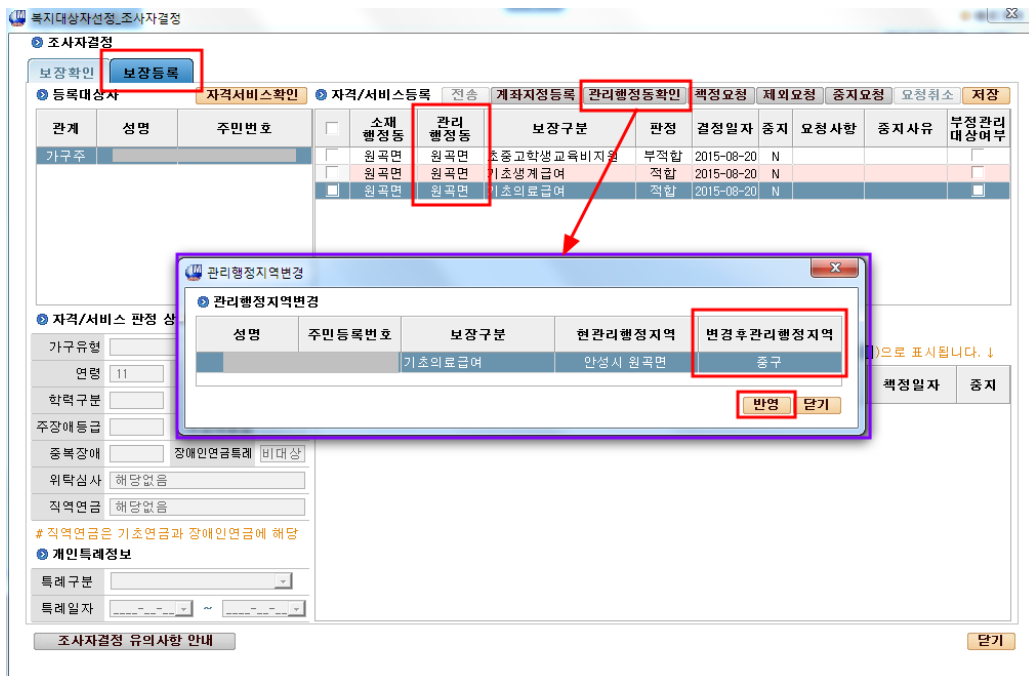 복지대상자선정_조사자결정
조사자결정
보장확인 보장등록
등록대상자 자격서비스확인 자격/서비스등록 전송 계좌지정등록 관리행정동확인 책정요청 제외요청 중지요청 요청취소 저장
관계 성명 주민번호 소재 행정동 관리 행정동 보장구분 판정 결정일자 중지 요청사항 중지사유 부정관리 대상여부
가구주 원곡면 원곡면 초중고학생교육비지원 부적합 2015-08-20 N
원곡면 원곡면 기초생계급여 적합 2015-08-20 N
원곡면 원곡면 기초의료급여 적합 2015-08-20 N
관리행정지역변경
관리행정지역변경
성명 주민등록번호 보장구분 현관리행정지역 변경후관리행정지역
기초의료급여 안성시 원곡면 중구
반영 닫기
자격/서비스 판정 상
가구유형 )으로 표시됩니다. ↓
연령 11 책정일자 중지
학력구분
주장애등급
중복장애 장애인연금특례 비대상
위탁심사 해당없음
직역연금 해당없음
# 직역연금은 기초연금과 장애인연금에 해당
개인특례정보
특례구분
특례일자 ____-__-__ ~ ____-__-__
조사자결정 유의사항 안내 닫기